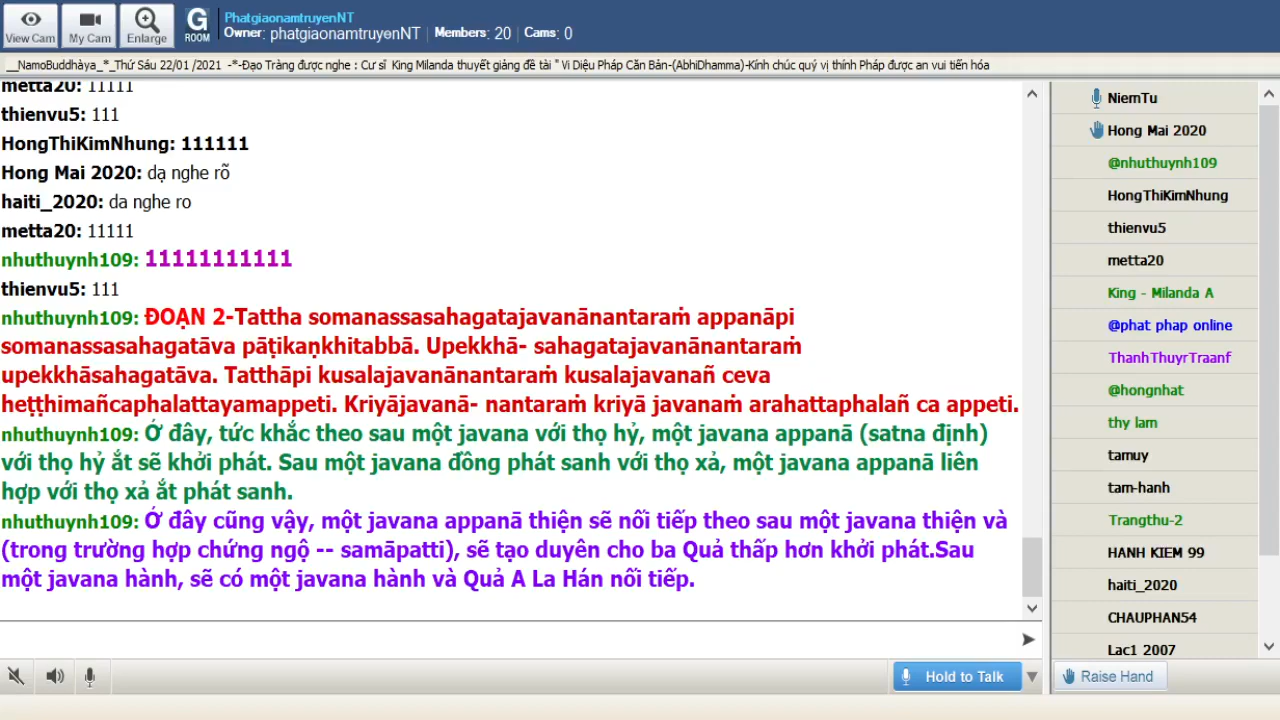 View Cam
My Cam
Enlarge
G
ROOM
PhatgiaonamtruyenNT
Owner: phatgiaonamtruyenNT | Members: 20 | Cams: 0
__NamoBuddhàya_*_Thứ Sáu 22/01 /2021 -*-Đạo Tràng được nghe : Cư sĩ King Milanda thuyết giảng đề tài " Vi Diệu Pháp Căn Bản-(AbhiDhamma)-Kính chúc quý vị thính Pháp được an vui tiến hóa
metta20: 11111
thienvu5: 111
HongThiKimNhung: 111111
Hong Mai 2020: dạ nghe rõ
haiti_2020: da nghe ro
metta20: 11111
nhuthuynh109: 11111111111
thienvu5: 111
nhuthuynh109: ĐOẠN 2-Tattha somanassasahagatajavanānantaraṁ appanāpi
somanassasahagatāva pāṭikaṇkhitabbā. Upekkhā- sahagatajavanānantaraṁ
upekkhāsahagatāva. Tatthāpi kusalajavanānantaraṁ kusalajavanañ ceva
heṭṭhimañcaphalattayamappeti. Kriyājavanā- nantaraṁ kriyā javanaṁ arahattaphalañ ca appeti.
nhuthuynh109: Ớ đây, tức khắc theo sau một javana với thọ hỷ, một javana appanā (satna định)
với thọ hỷ ắt sẽ khởi phát. Sau một javana đồng phát sanh với thọ xả, một javana appanā liên
hợp với thọ xả ắt phát sanh.
nhuthuynh109: Ớ đây cũng vậy, một javana appanā thiện sẽ nối tiếp theo sau một javana thiện và
(trong trường hợp chứng ngộ -- samāpatti), sẽ tạo duyên cho ba Quả thấp hơn khởi phát.Sau
một javana hành, sẽ có một javana hành và Quả A La Hán nối tiếp.
Hold to Talk
NiemTu
Hong Mai 2020
@nhuthuynh109
HongThiKimNhung
thienvu5
metta20
King - Milanda A
@phat phap online
ThanhThuyrTraanf
@hongnhat
thy lam
tamuy
tam-hanh
Trangthu-2
HANH KIEM 99
haiti_2020
CHAUPHAN54
Lac1 2007
Raise Hand